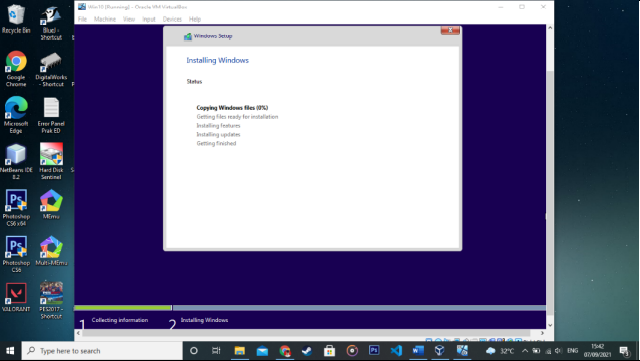 Win10 [Running] - Oracle VM VirtualBox
File Machine View Input Devices Help
Windows Setup
Installing Windows
Status
Copying Windows files (0%)
Getting files ready for installation
Installing features
Installing updates
Getting finished
1 Collecting information
2 Installing Windows
Recycle Bin
BlueJ - Shortcut
Google Chrome
DigitalWorks - Shortcut
Microsoft Edge
Error Panel Prak ED
NetBeans IDE 8.2
Hard Disk Sentinel
Photoshop CS6 x64
MEmu
Photoshop CS6
Multi-MEmu
VALORANT
PES2017 - Shortcut
Type here to search
32°C
ENG
15:42
07/09/2021